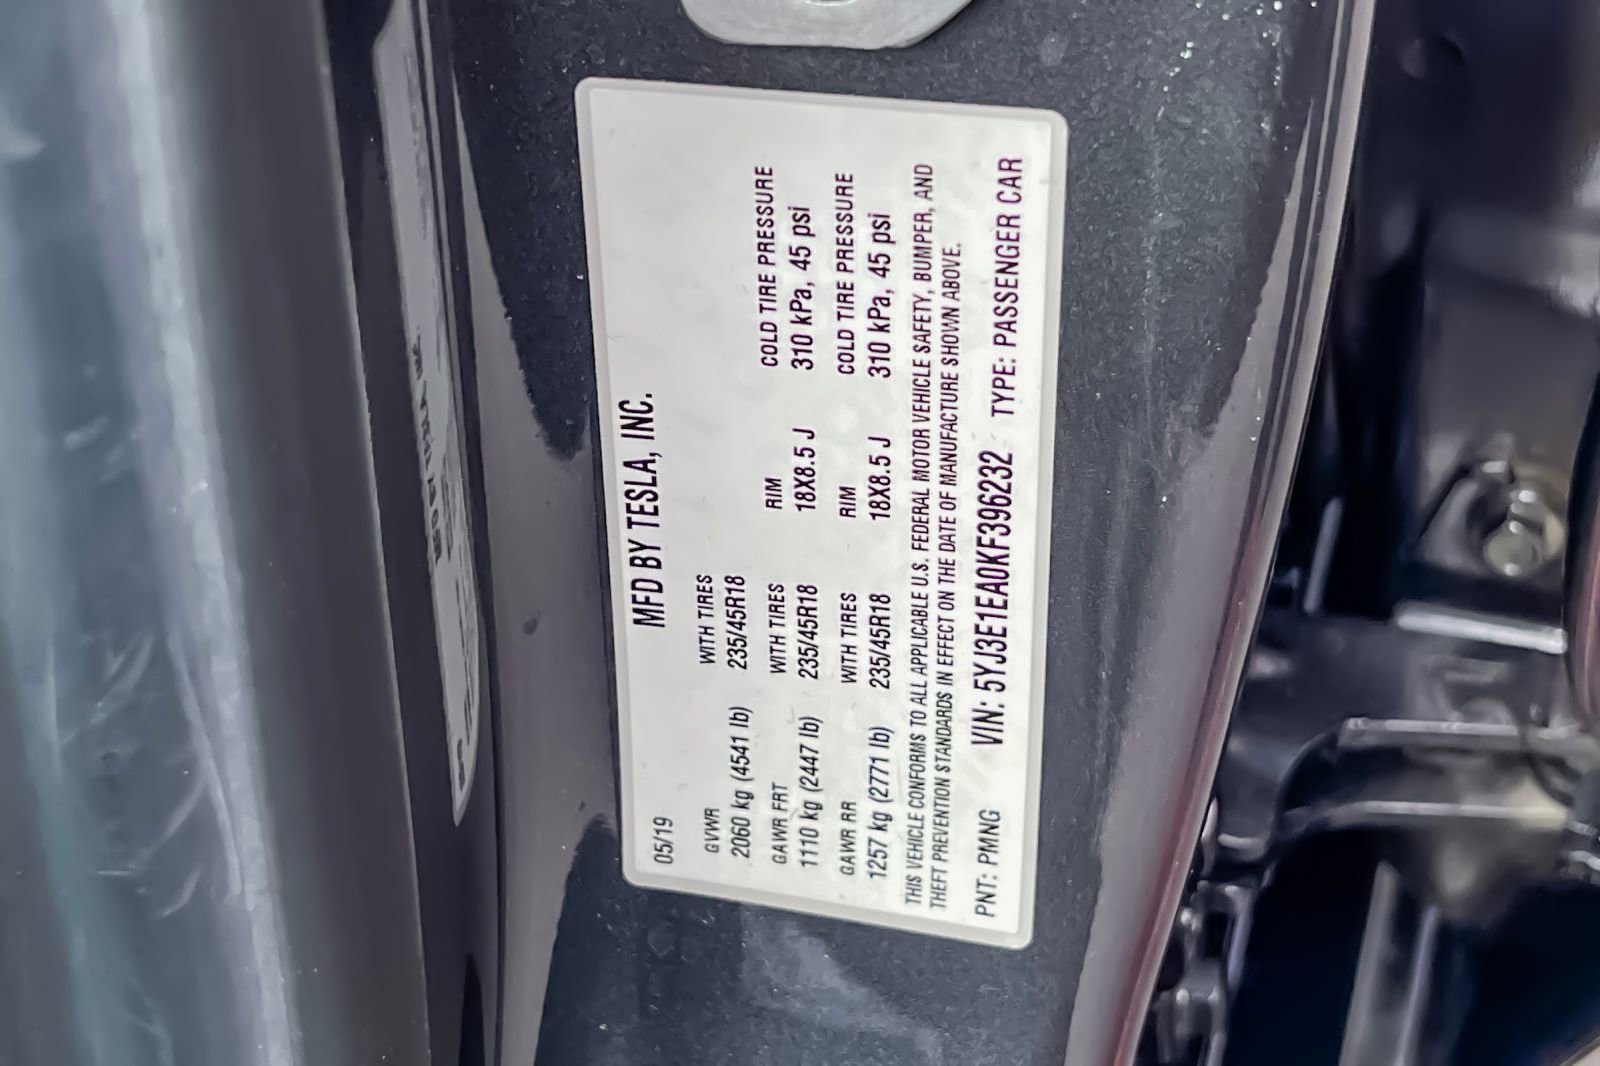 MFD BY TESLA, INC.
05/19
GVWR WITH TIRES
2060 kg (4541 lb) 235/45R18
GAWR FRT WITH TIRES RIM COLD TIRE PRESSURE
1110 kg (2447 lb) 235/45R18 18X8.5 J 310 kPa, 45 psi
GAWR RR WITH TIRES RIM COLD TIRE PRESSURE
1257 kg (2771 lb) 235/45R18 18X8.5 J 310 kPa, 45 psi
THIS VEHICLE CONFORMS TO ALL APPLICABLE U.S. FEDERAL MOTOR VEHICLE SAFETY, BUMPER, AND
THEFT PREVENTION STANDARDS IN EFFECT ON THE DATE OF MANUFACTURE SHOWN ABOVE.
PNT: PMNG VIN: 5YJ3E1EA0KF396232 TYPE: PASSENGER CAR